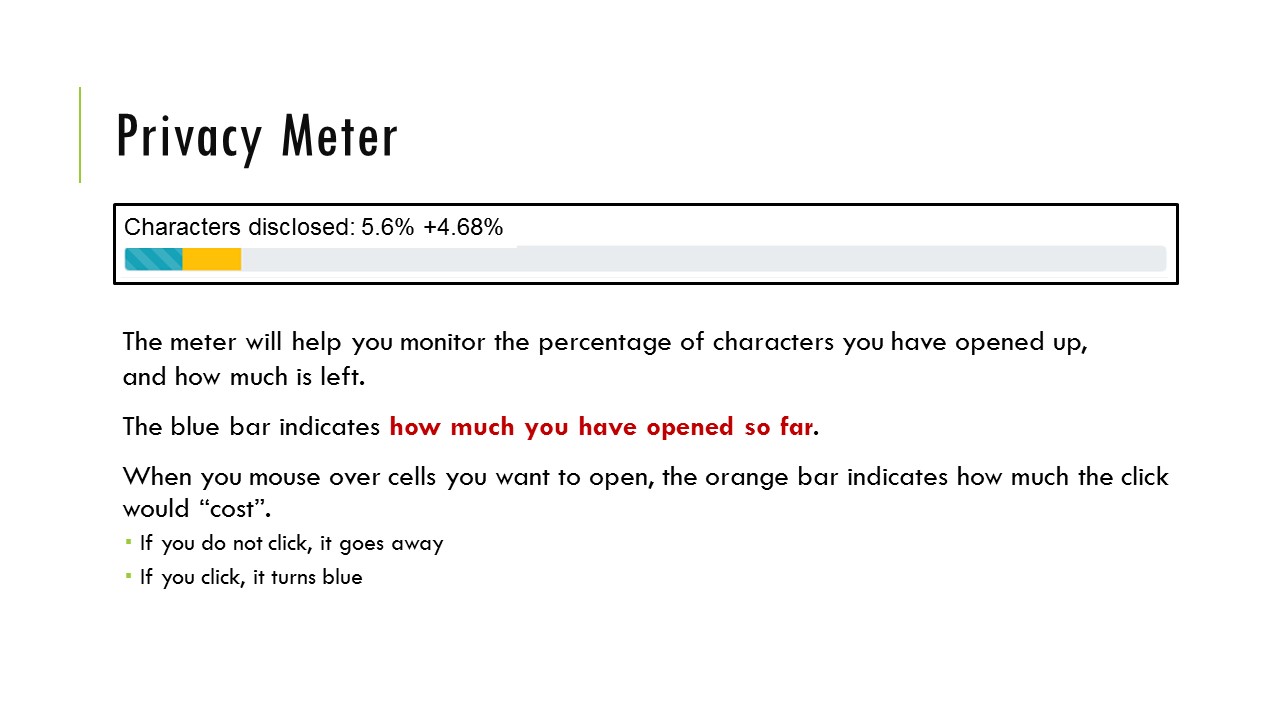 Privacy Meter
Characters disclosed: 5.6% +4.68%
The meter will help you monitor the percentage of characters you have opened up,
and how much is left.
The blue bar indicates how much you have opened so far.
When you mouse over cells you want to open, the orange bar indicates how much the click
would “cost”.
▪ If you do not click, it goes away
▪ If you click, it turns blue